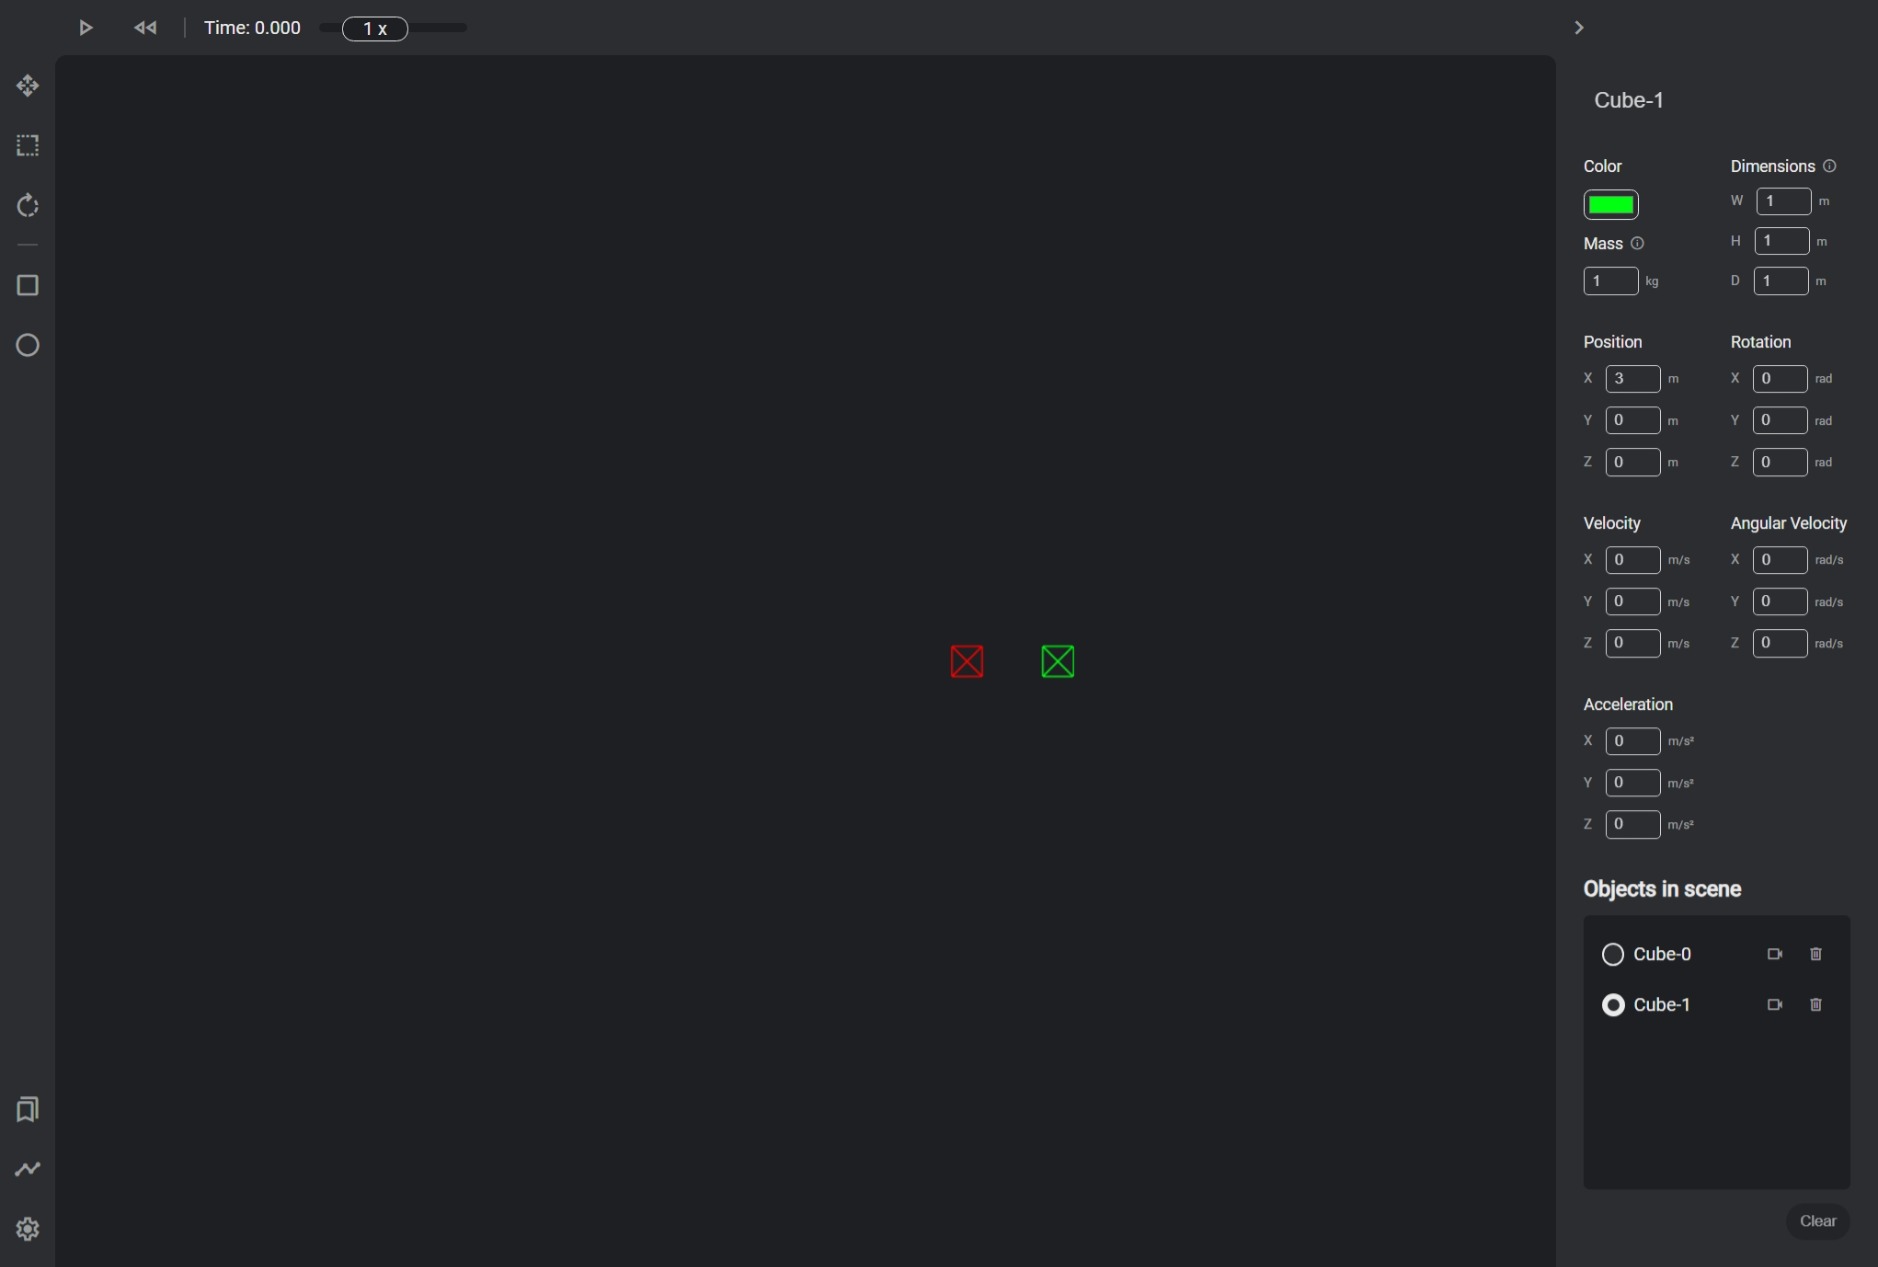 Time: 0.000 1 x
Cube-1
Color Dimensions
W 1 m
Mass H 1 m
1 kg D 1 m
Position Rotation
X 3 m X 0 rad
Y 0 m Y 0 rad
Z 0 m Z 0 rad
Velocity Angular Velocity
X 0 m/s X 0 rad/s
Y 0 m/s Y 0 rad/s
Z 0 m/s Z 0 rad/s
Acceleration
X 0 m/s²
Y 0 m/s²
Z 0 m/s²
Objects in scene
Cube-0
Cube-1
Clear